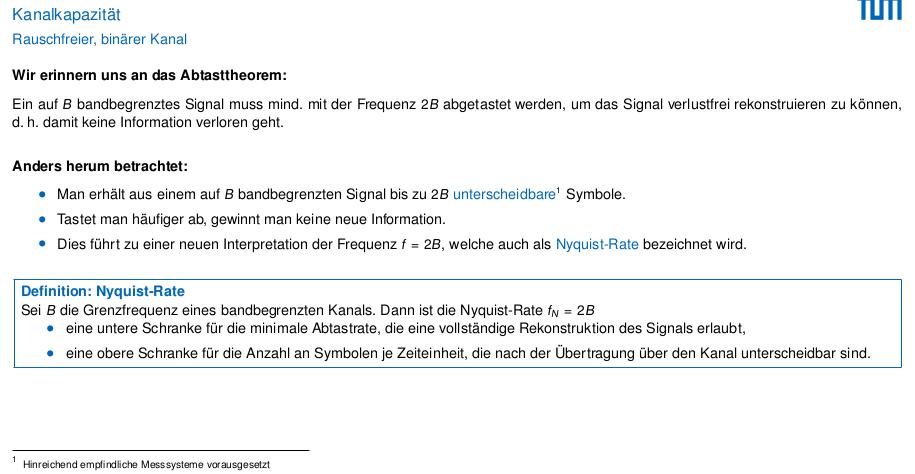 Kanalkapazität
TUM
Rauschfreier, binärer Kanal
Wir erinnern uns an das Abtasttheorem:
Ein auf B bandbegrenztes Signal muss mind. mit der Frequenz 2B abgetastet werden, um das Signal verlustfrei rekonstruieren zu können,
d. h. damit keine Information verloren geht.
Anders herum betrachtet:
• Man erhält aus einem auf B bandbegrenzten Signal bis zu 2B unterscheidbare¹ Symbole.
• Tastet man häufiger ab, gewinnt man keine neue Information.
• Dies führt zu einer neuen Interpretation der Frequenz f = 2B, welche auch als Nyquist-Rate bezeichnet wird.
Definition: Nyquist-Rate
Sei B die Grenzfrequenz eines bandbegrenzten Kanals. Dann ist die Nyquist-Rate f_N = 2B
• eine untere Schranke für die minimale Abtastrate, die eine vollständige Rekonstruktion des Signals erlaubt,
• eine obere Schranke für die Anzahl an Symbolen je Zeiteinheit, die nach der Übertragung über den Kanal unterscheidbar sind.
¹ Hinreichend empfindliche Messsysteme vorausgesetzt